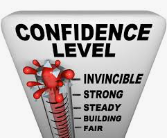 CONFIDENCE
LEVEL
INVINCIBLE
STRONG
STEADY
BUILDING
FAIR